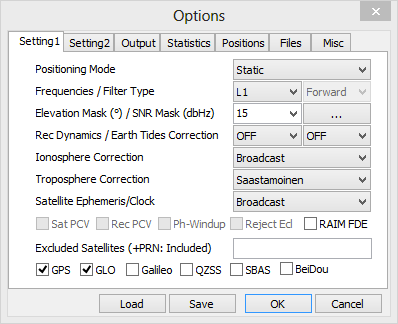 Options
Setting1 Setting2 Output Statistics Positions Files Misc
Positioning Mode Static
Frequencies / Filter Type L1 Forward
Elevation Mask (°) / SNR Mask (dbHz) 15 ...
Rec Dynamics / Earth Tides Correction OFF OFF
Ionosphere Correction Broadcast
Troposphere Correction Saastamoinen
Satellite Ephemeris/Clock Broadcast
Sat PCV Rec PCV Ph-Windup Reject Ecl RAIM FDE
Excluded Satellites (+PRN: Included)
GPS GLO Galileo QZSS SBAS BeiDou
Load Save OK Cancel